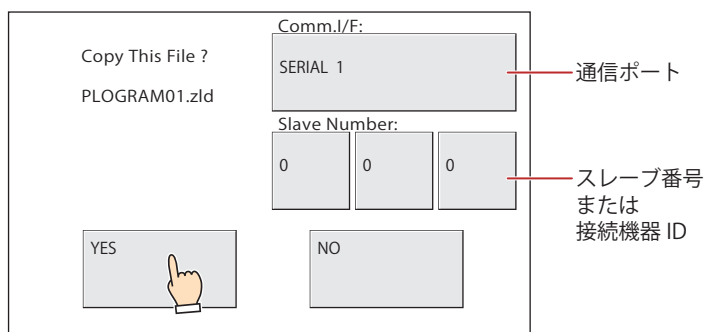 Comm.I/F:
Copy This File ?
SERIAL 1
通信ポート
PLOGRAM01.zld
Slave Number:
0 0 0
スレーブ番号
または
接続機器 ID
YES NO